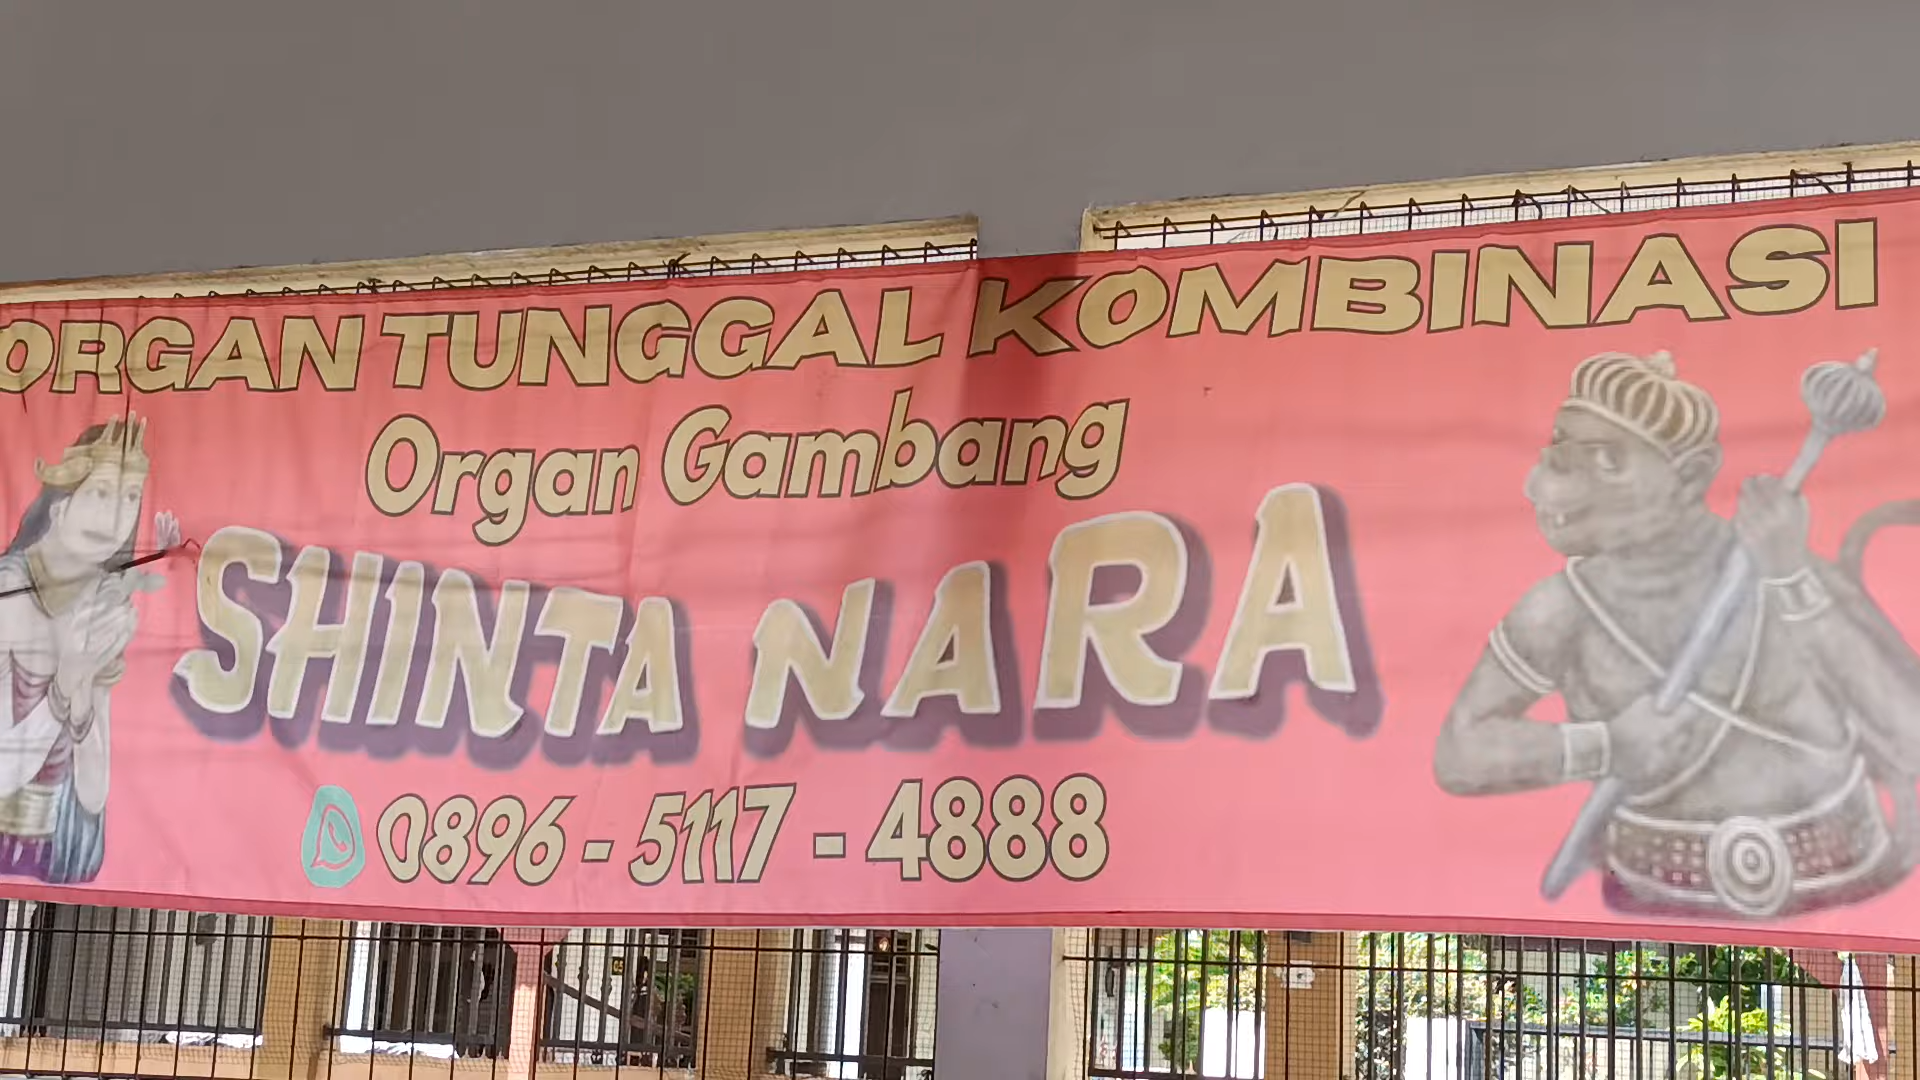 ORGAN TUNGGAL KOMBINASI
Organ Gambang
SHINTA NARA
0896 - 5117 - 4888